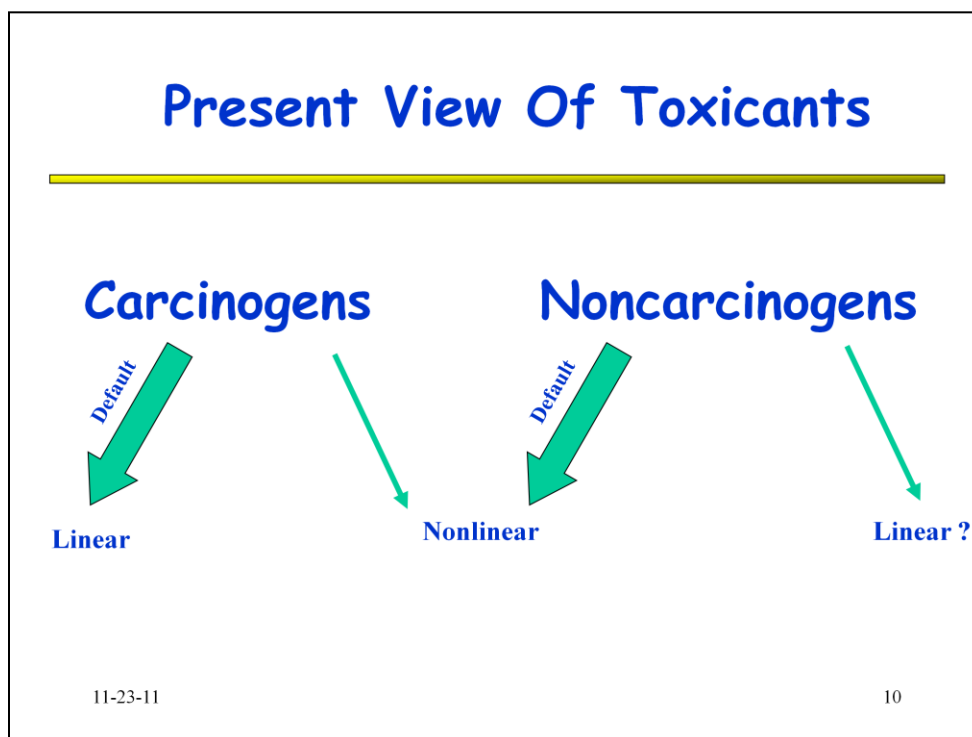 Present View Of Toxicants
Carcinogens
Noncarcinogens
Default
Default
Linear
Nonlinear
Linear ?
11-23-11
10